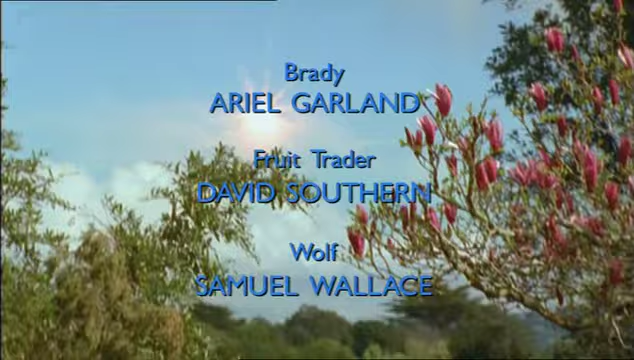 Brady
ARIEL GARLAND
Fruit Trader
DAVID SOUTHERN
Wolf
SAMUEL WALLACE